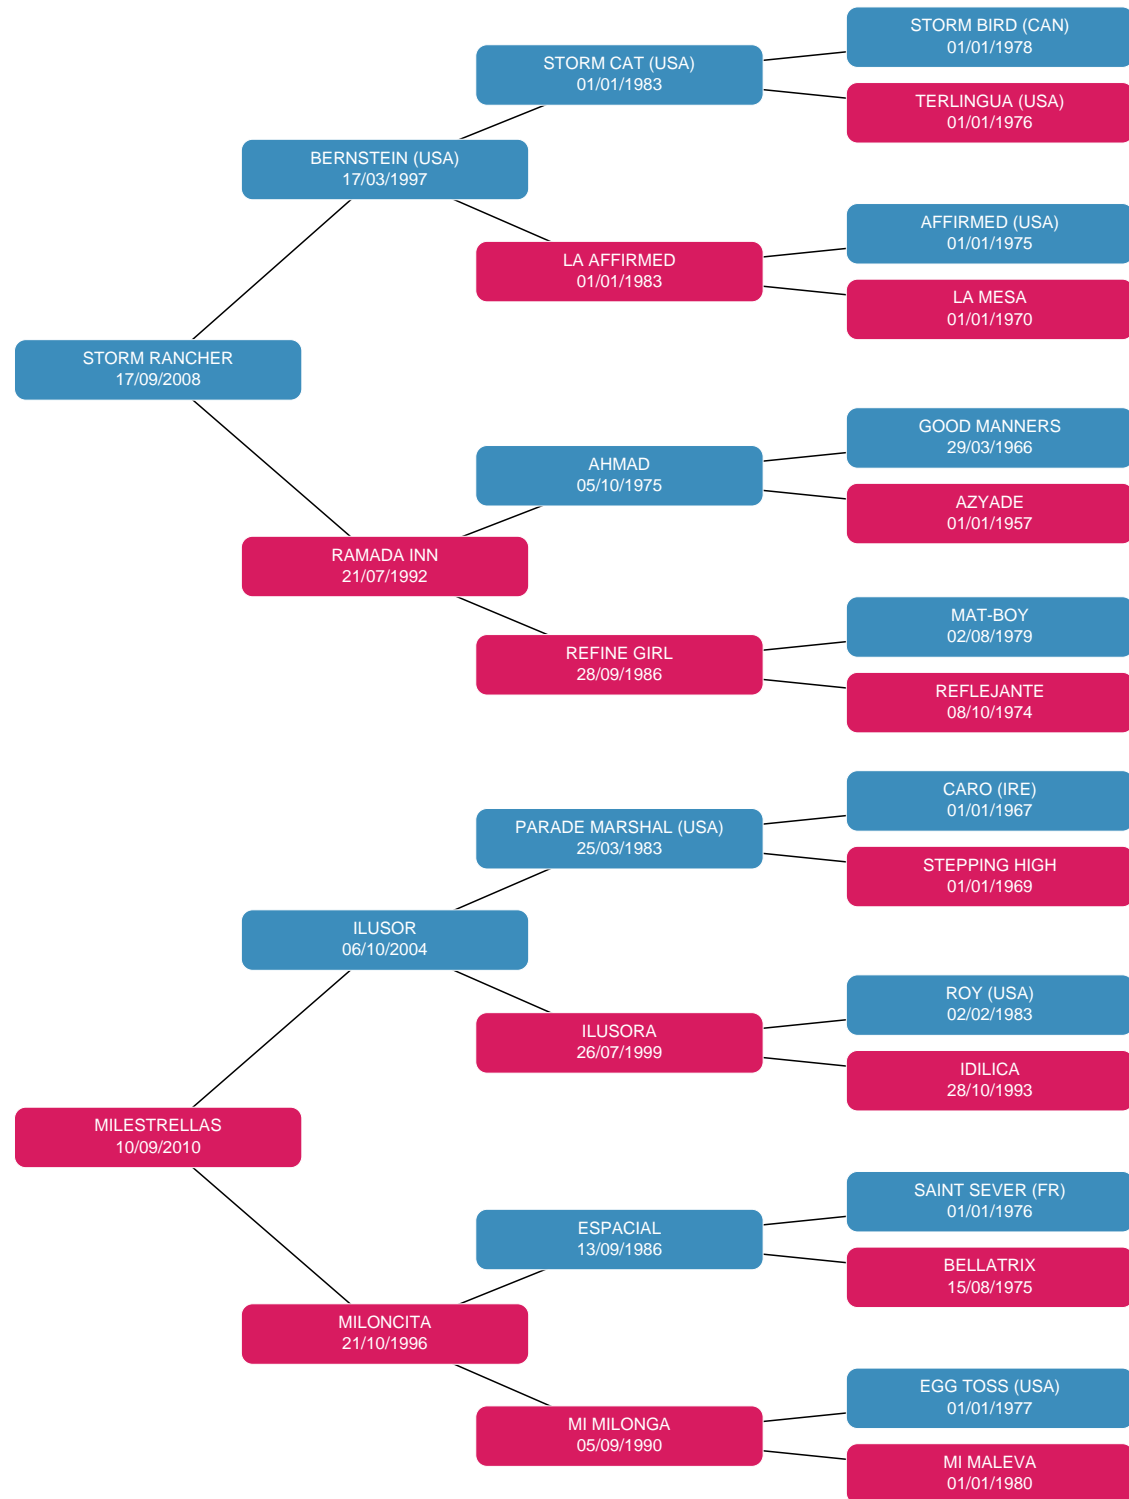 STORM BIRD (CAN)
01/01/1978
STORM CAT (USA)
01/01/1983
TERLINGUA (USA)
01/01/1976
BERNSTEIN (USA)
17/03/1997
AFFIRMED (USA)
01/01/1975
LA AFFIRMED
01/01/1983
LA MESA
01/01/1970
STORM RANCHER
17/09/2008
GOOD MANNERS
29/03/1966
AHMAD
05/10/1975
AZYADE
01/01/1957
RAMADA INN
21/07/1992
MAT-BOY
02/08/1979
REFINE GIRL
28/09/1986
REFLEJANTE
08/10/1974
CARO (IRE)
01/01/1967
PARADE MARSHAL (USA)
25/03/1983
STEPPING HIGH
01/01/1969
ILUSOR
06/10/2004
ROY (USA)
02/02/1983
ILUSORA
26/07/1999
IDILICA
28/10/1993
MILESTRELLAS
10/09/2010
SAINT SEVER (FR)
01/01/1976
ESPACIAL
13/09/1986
BELLATRIX
15/08/1975
MILONCITA
21/10/1996
EGG TOSS (USA)
01/01/1977
MI MILONGA
05/09/1990
MI MALEVA
01/01/1980